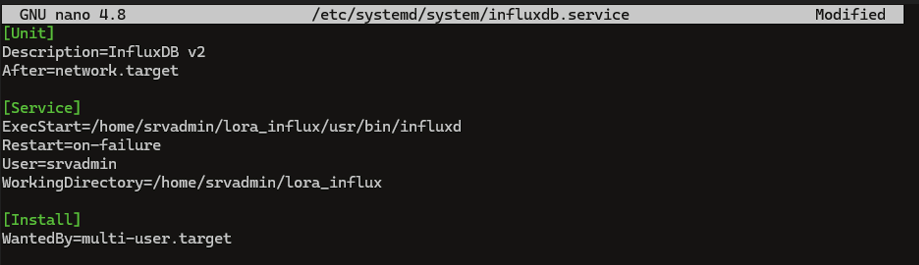 GNU nano 4.8 /etc/systemd/system/influxdb.service Modified
[Unit]
Description=InfluxDB v2
After=network.target
[Service]
ExecStart=/home/srvadmin/lora_influx/usr/bin/influxd
Restart=on-failure
User=srvadmin
WorkingDirectory=/home/srvadmin/lora_influx
[Install]
WantedBy=multi-user.target